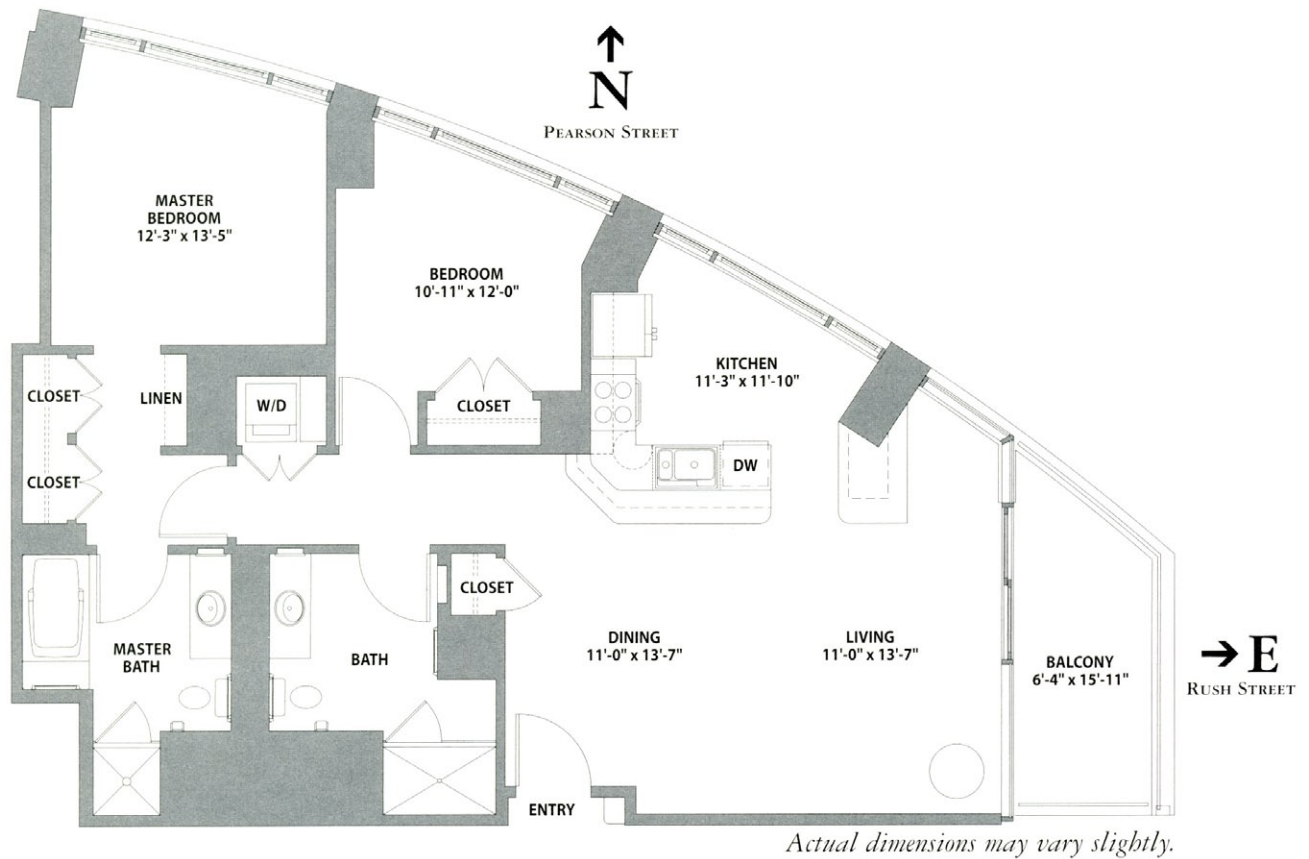 N
PEARSON STREET
MASTER
BEDROOM
12'-3" x 13'-5"
BEDROOM
10'-11" x 12'-0"
KITCHEN
11'-3" x 11'-10"
CLOSET
LINEN
W/D
CLOSET
CLOSET
DW
CLOSET
MASTER
BATH
BATH
DINING
11'-0" x 13'-7"
LIVING
11'-0" x 13'-7"
BALCONY
6'-4" x 15'-11"
E
RUSH STREET
ENTRY
Actual dimensions may vary slightly.